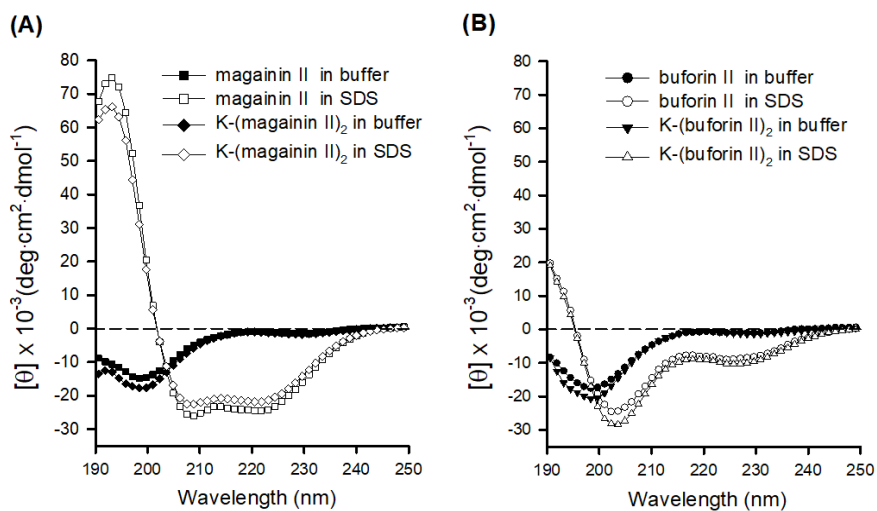 (A)
[θ] x 10⁻³(deg·cm²·dmol⁻¹)
80
70
60
50
40
30
20
10
0
-10
-20
-30
190 200 210 220 230 240 250
Wavelength (nm)
magainin II in buffer
magainin II in SDS
K-(magainin II)₂ in buffer
K-(magainin II)₂ in SDS
(B)
[θ] x 10⁻³(deg·cm²·dmol⁻¹)
80
70
60
50
40
30
20
10
0
-10
-20
-30
190 200 210 220 230 240 250
Wavelength (nm)
buforin II in buffer
buforin II in SDS
K-(buforin II)₂ in buffer
K-(buforin II)₂ in SDS